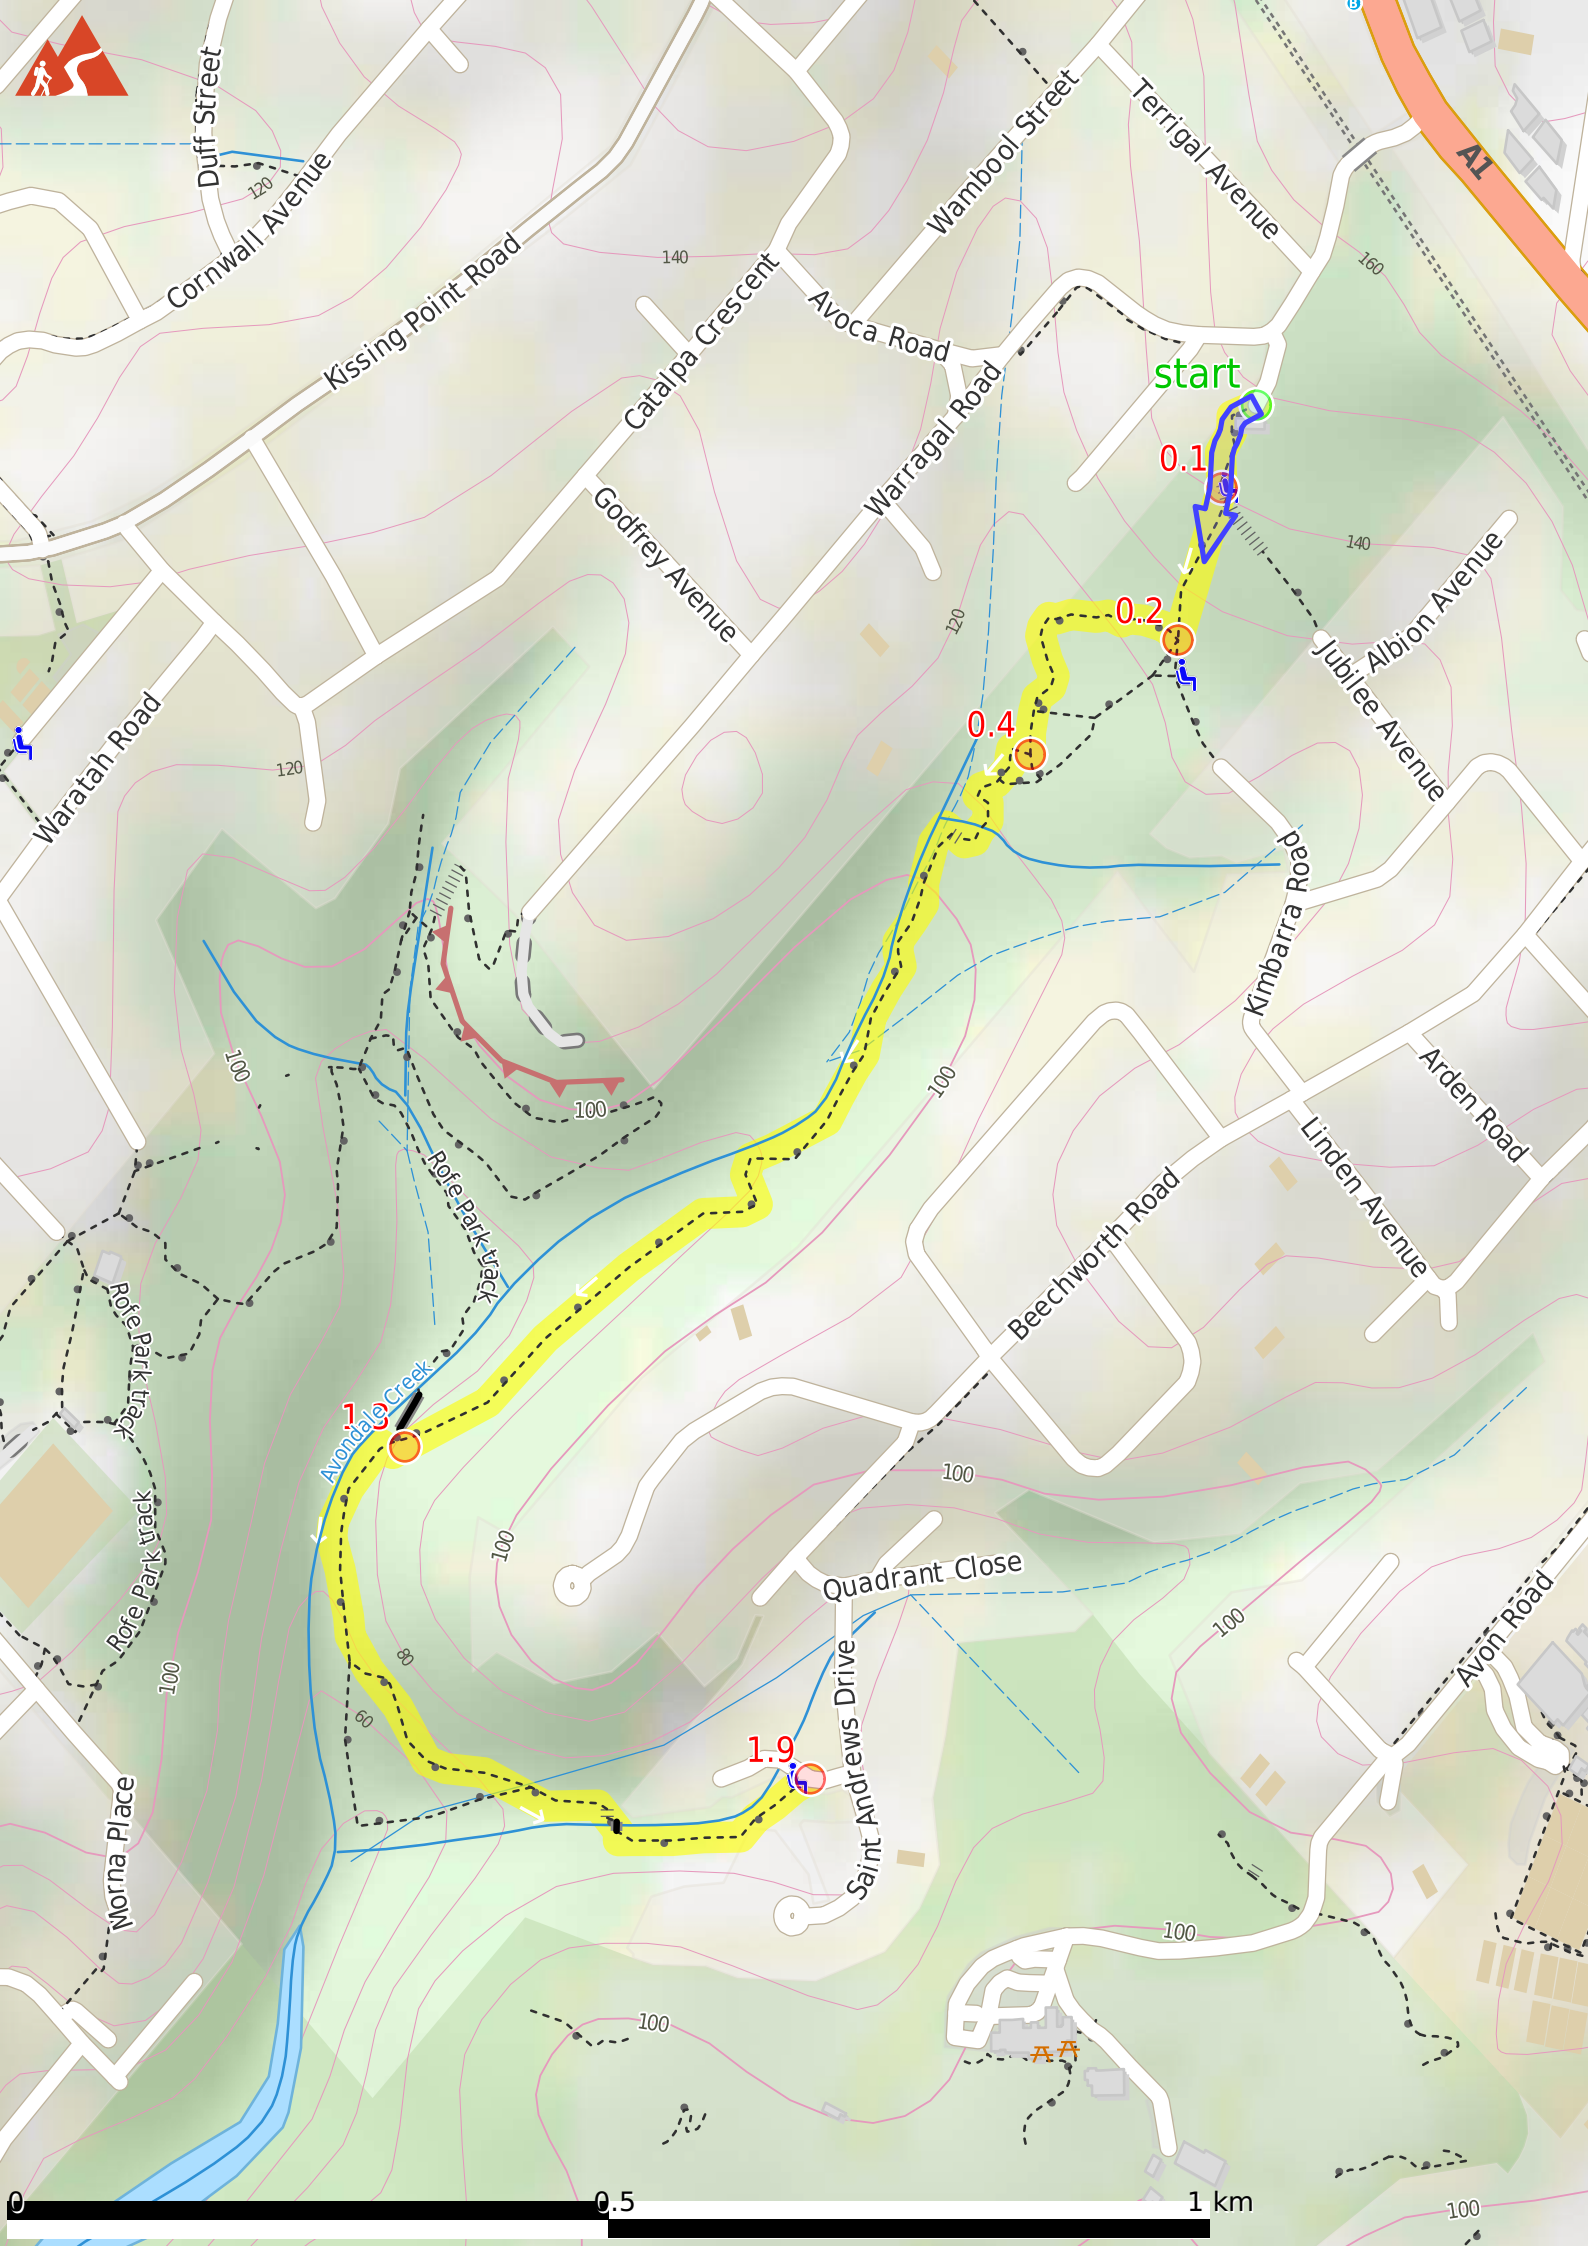 B
A1
Duff Street
120
Cornwall Avenue
Kissing Point Road
140
Catalpa Crescent
Avoca Road
Wambool Street
Terrigal Avenue
160
start
0.1
Warragal Road
Godfrey Avenue
120
140
0.2
Albion Avenue
Jubilee Avenue
0.4
Waratah Road
120
Kimbarra Road
100
100
100
Arden Road
Linden Avenue
Beechworth Road
Rofe Park track
Rofe Park track
Rofe Park track
Avondale Creek
100
100
Quadrant Close
100
100
80
60
1.9
Saint Andrews Drive
Avon Road
Morna Place
100
100
100
0
0.5
1 km